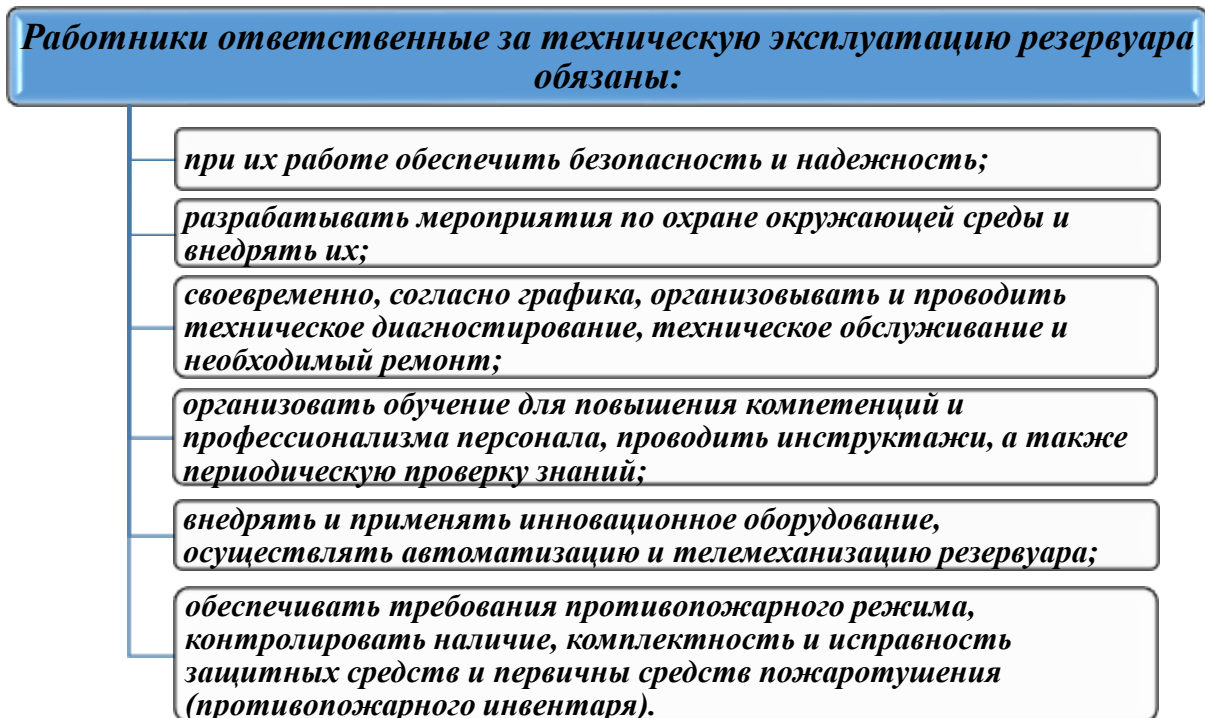 Работники ответственные за техническую эксплуатацию резервуара
обязаны:
при их работе обеспечить безопасность и надежность;
разрабатывать мероприятия по охране окружающей среды и
внедрять их;
своевременно, согласно графика, организовывать и проводить
техническое диагностирование, техническое обслуживание и
необходимый ремонт;
организовать обучение для повышения компетенций и
профессионализма персонала, проводить инструктажи, а также
периодическую проверку знаний;
внедрять и применять инновационное оборудование,
осуществлять автоматизацию и телемеханизацию резервуара;
обеспечивать требования противопожарного режима,
контролировать наличие, комплектность и исправность
защитных средств и первичны средств пожаротушения
(противопожарного инвентаря).